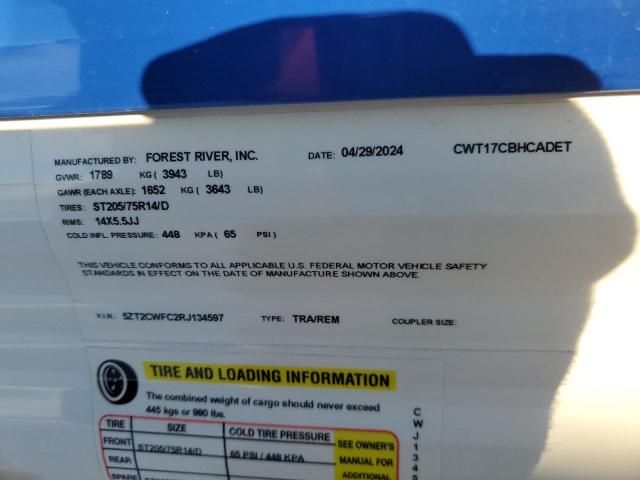 MANUFACTURED BY: FOREST RIVER, INC. DATE: 04/29/2024 CWT17CBHCADET
GVWR: 1789 KG ( 3943 LB)
GAWR (EACH AXLE): 1652 KG ( 3643 LB)
TIRES: ST205/75R14/D
RIMS: 14X5.5JJ
COLD INFL. PRESSURE: 448 KPA ( 65 PSI )
THIS VEHICLE CONFORMS TO ALL APPLICABLE U.S. FEDERAL MOTOR VEHICLE SAFETY
STANDARDS IN EFFECT ON THE DATE OF MANUFACTURE SHOWN ABOVE.
V.I.N.: 5ZT2CWFC2RJ134597 TYPE: TRA/REM COUPLER SIZE:
TIRE AND LOADING INFORMATION
The combined weight of cargo should never exceed
445 kgs or 980 lbs.
TIRE SIZE COLD TIRE PRESSURE SEE OWNER'S
FRONT ST205/75R14/D 65 PSI / 448 KPA MANUAL FOR
REAR ADDITIONAL
SPARE
CWJ1345